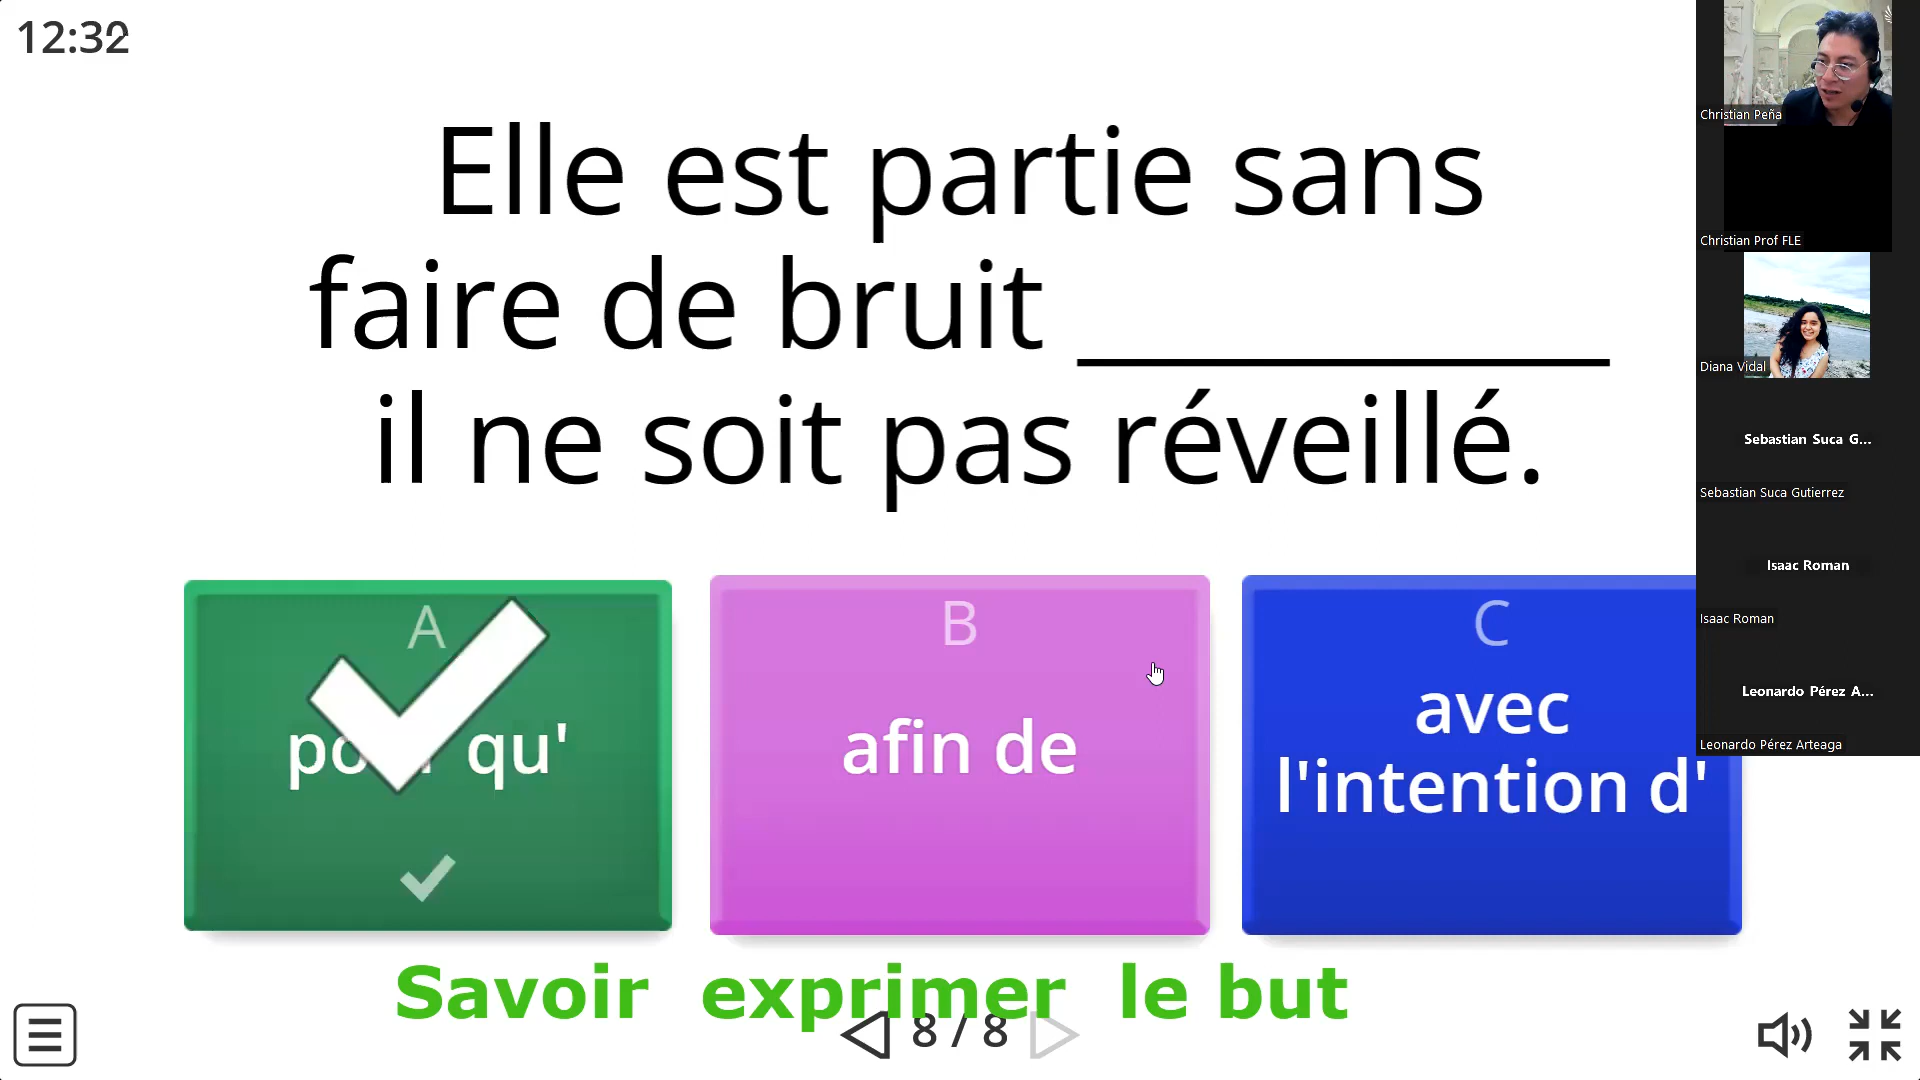 12:32
Elle est partie sans
faire de bruit ____________
il ne soit pas réveillé.
A
pour qu'
B
afin de
C
avec
l'intention d'
Savoir exprimer le but
8 / 8
Christian Peña
Christian Prof FLE
Diana Vidal
Sebastian Suca G...
Sebastian Suca Gutierrez
Isaac Roman
Isaac Roman
Leonardo Pérez A...
Leonardo Pérez Arteaga